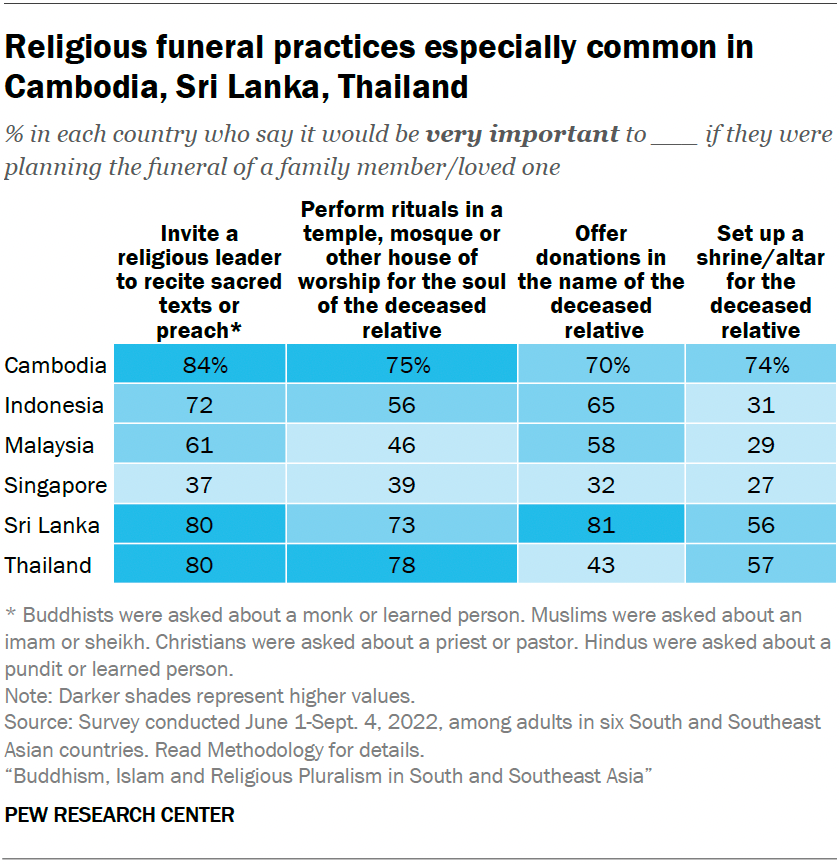 Religious funeral practices especially common in
Cambodia, Sri Lanka, Thailand
% in each country who say it would be very important to ___ if they were
planning the funeral of a family member/loved one
Invite a religious leader to recite sacred texts or preach*
Perform rituals in a temple, mosque or other house of worship for the soul of the deceased relative
Offer donations in the name of the deceased relative
Set up a shrine/altar for the deceased relative
Cambodia 84% 75% 70% 74%
Indonesia 72 56 65 31
Malaysia 61 46 58 29
Singapore 37 39 32 27
Sri Lanka 80 73 81 56
Thailand 80 78 43 57
* Buddhists were asked about a monk or learned person. Muslims were asked about an
imam or sheikh. Christians were asked about a priest or pastor. Hindus were asked about a
pundit or learned person.
Note: Darker shades represent higher values.
Source: Survey conducted June 1-Sept. 4, 2022, among adults in six South and Southeast
Asian countries. Read Methodology for details.
“Buddhism, Islam and Religious Pluralism in South and Southeast Asia”
PEW RESEARCH CENTER